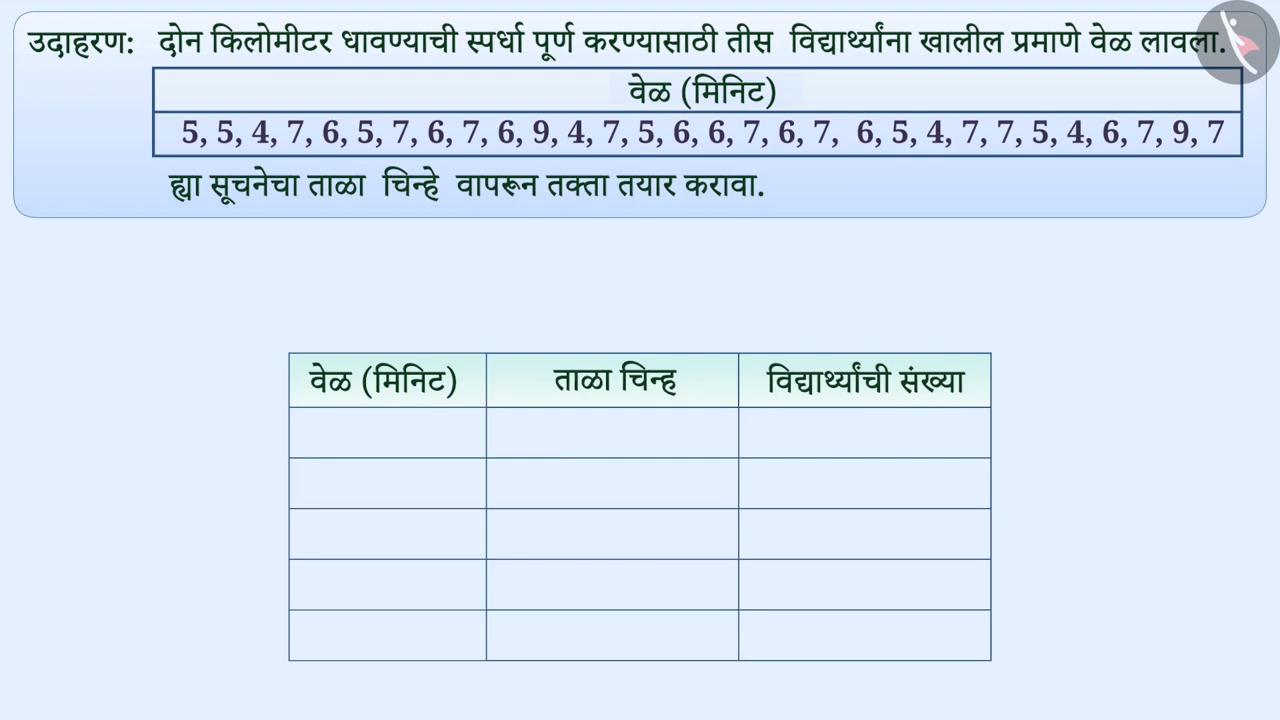 उदाहरण: दोन किलोमीटर धावण्याची स्पर्धा पूर्ण करण्यासाठी तीस विद्यार्थ्यांना खालील प्रमाणे वेळ लावला.
वेळ (मिनिट)
5, 5, 4, 7, 6, 5, 7, 6, 7, 6, 9, 4, 7, 5, 6, 6, 7, 6, 7, 6, 5, 4, 7, 7, 5, 4, 6, 7, 9, 7
ह्या सूचनेचा ताळा चिन्हे वापरून तक्ता तयार करावा.
वेळ (मिनिट) ताळा चिन्ह विद्यार्थ्यांची संख्या